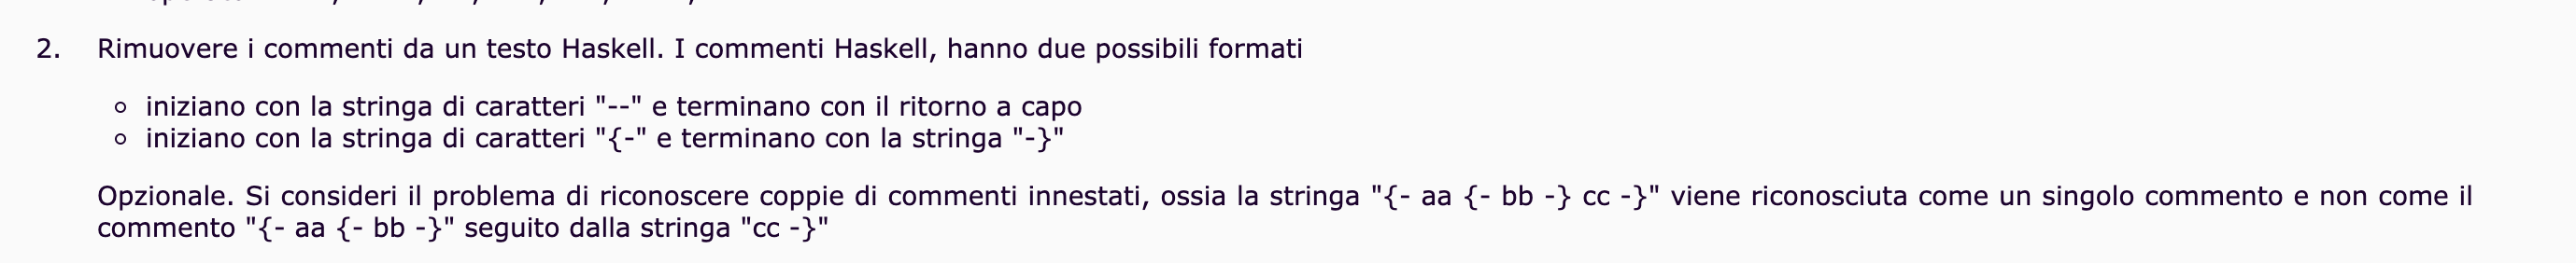 2. Rimuovere i commenti da un testo Haskell. I commenti Haskell, hanno due possibili formati
○ iniziano con la stringa di caratteri "--" e terminano con il ritorno a capo
○ iniziano con la stringa di caratteri "{-" e terminano con la stringa "-}"
Opzionale. Si consideri il problema di riconoscere coppie di commenti innestati, ossia la stringa "{- aa {- bb -} cc -}" viene riconosciuta come un singolo commento e non come il
commento "{- aa {- bb -}" seguito dalla stringa "cc -}"